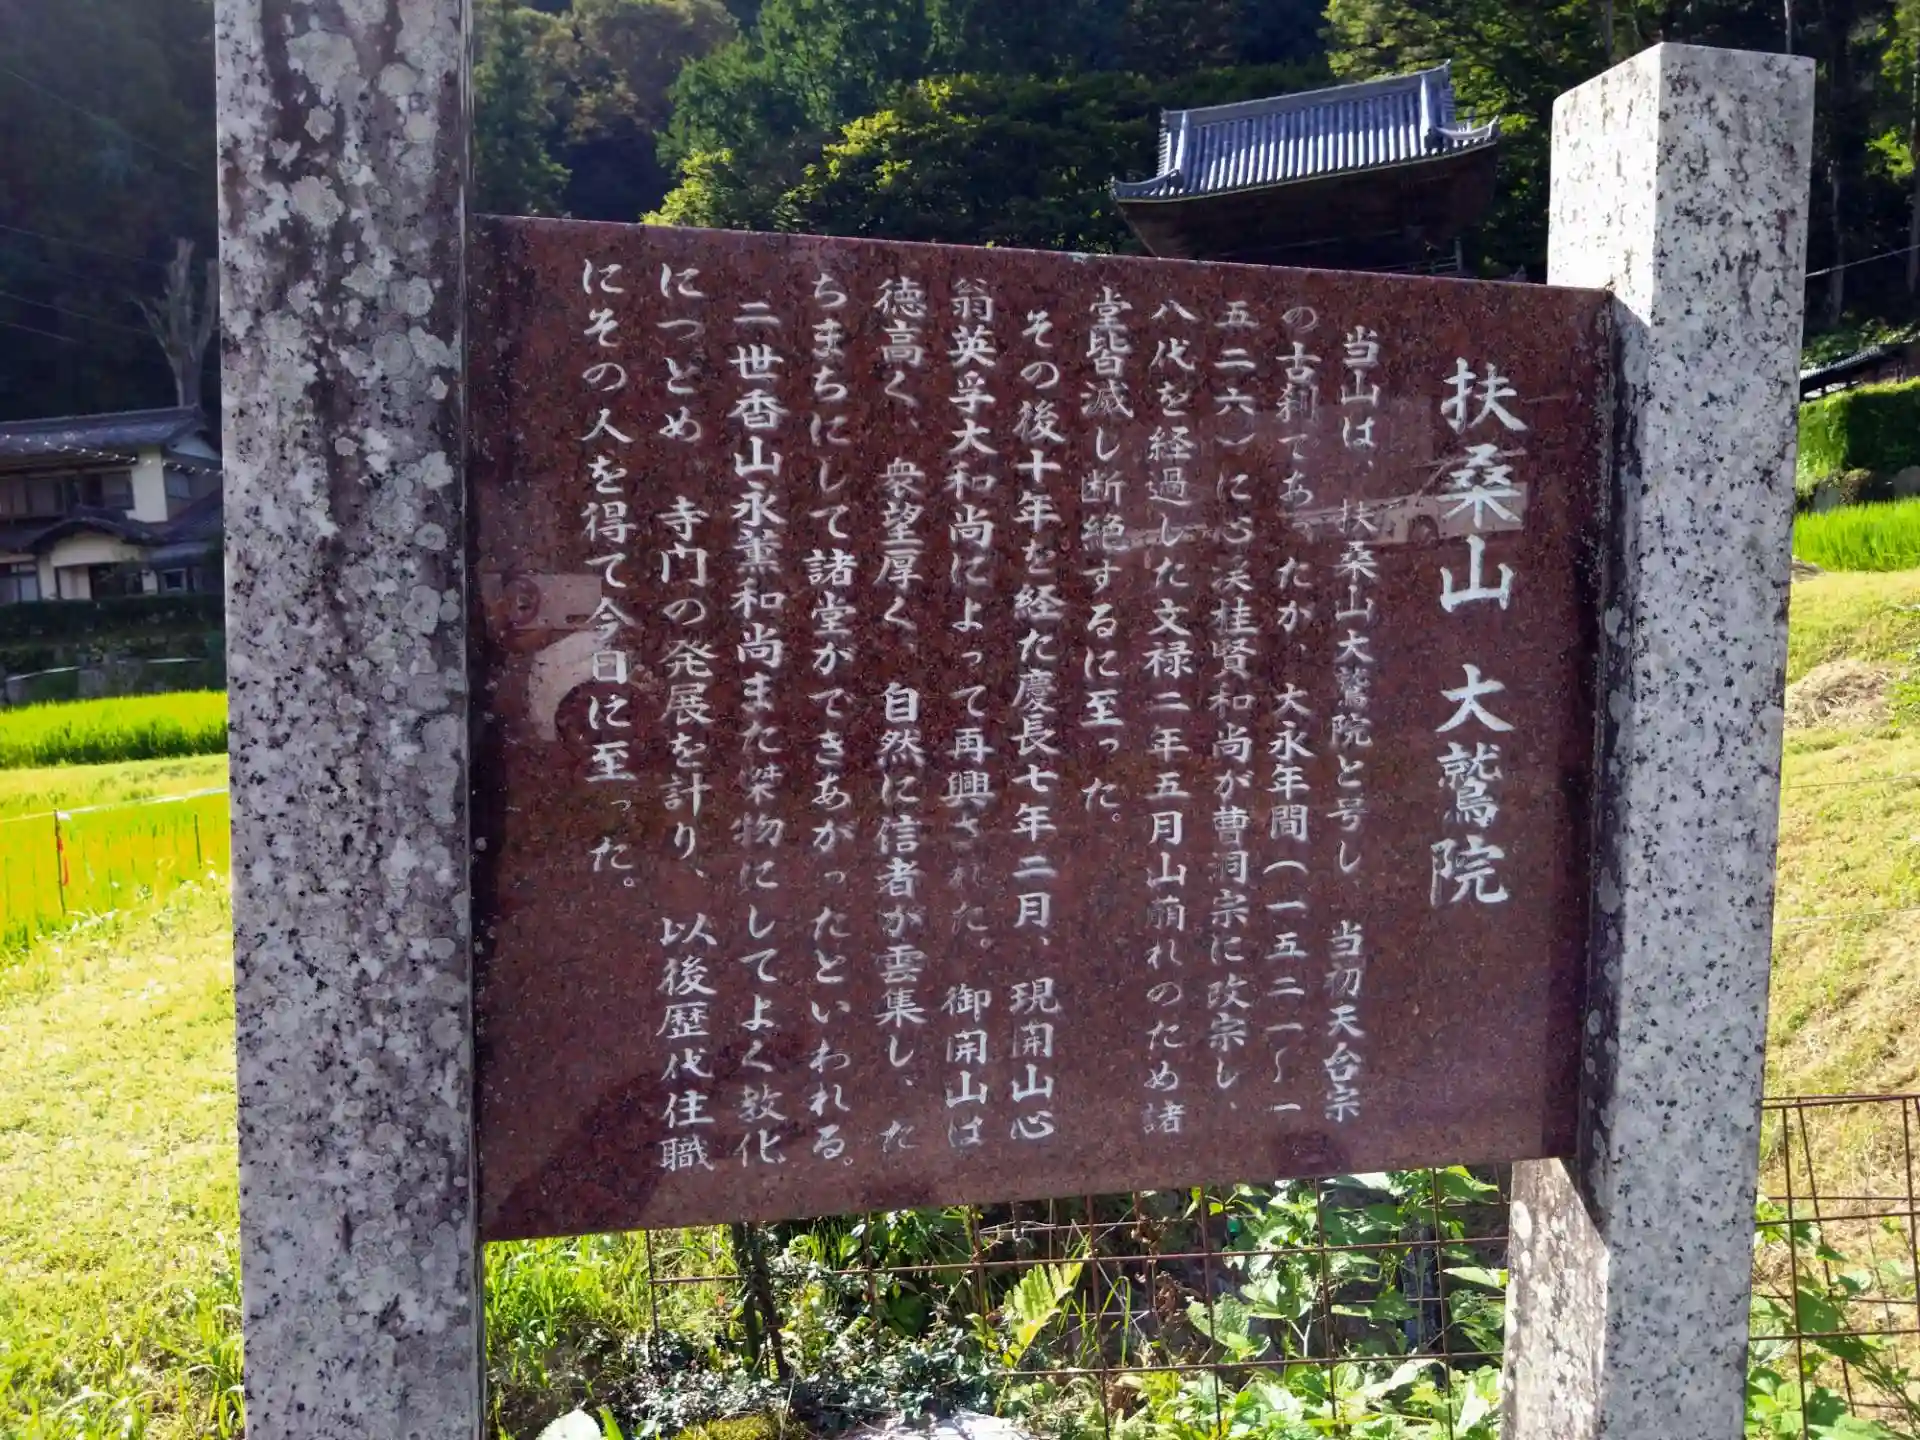 扶桑山 大鷲院
当山は、扶桑山大鷲院と号し、当初天台宗
の古刹であったか、大永年間(一五二一〜一
五二六)に心渓桂賢和尚が曹洞宗に改宗し、
八代を経過した文禄二年五月山崩れのため諸
堂皆滅し断絶するに至った。
その後十年を経た慶長七年二月、現開山心
翁英孚大和尚によって再興された。御開山は
徳高く、衆望厚く、自然に信者が雲集し、た
ちまちにして諸堂ができあがったといわれる。
二世香山永薫和尚また傑物にしてよく教化
につとめ 寺門の発展を計り、以後歴代住職
にその人を得て今日に至った。